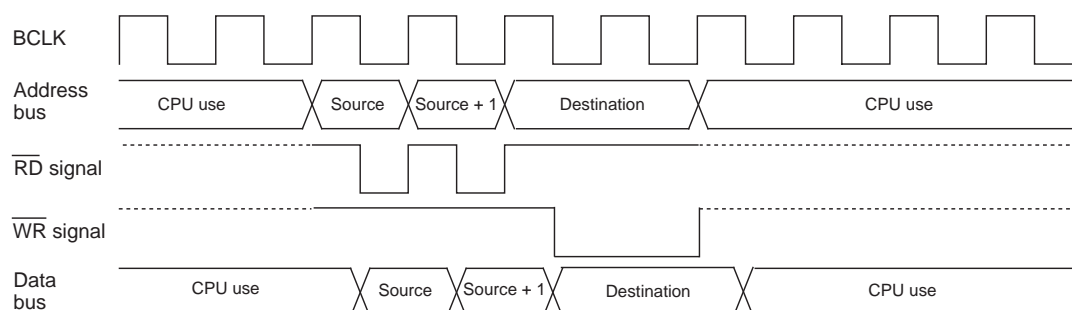 BCLK
Address
bus
CPU use
Source
Source + 1
Destination
CPU use
RD signal
WR signal
Data
bus
CPU use
Source
Source + 1
Destination
CPU use